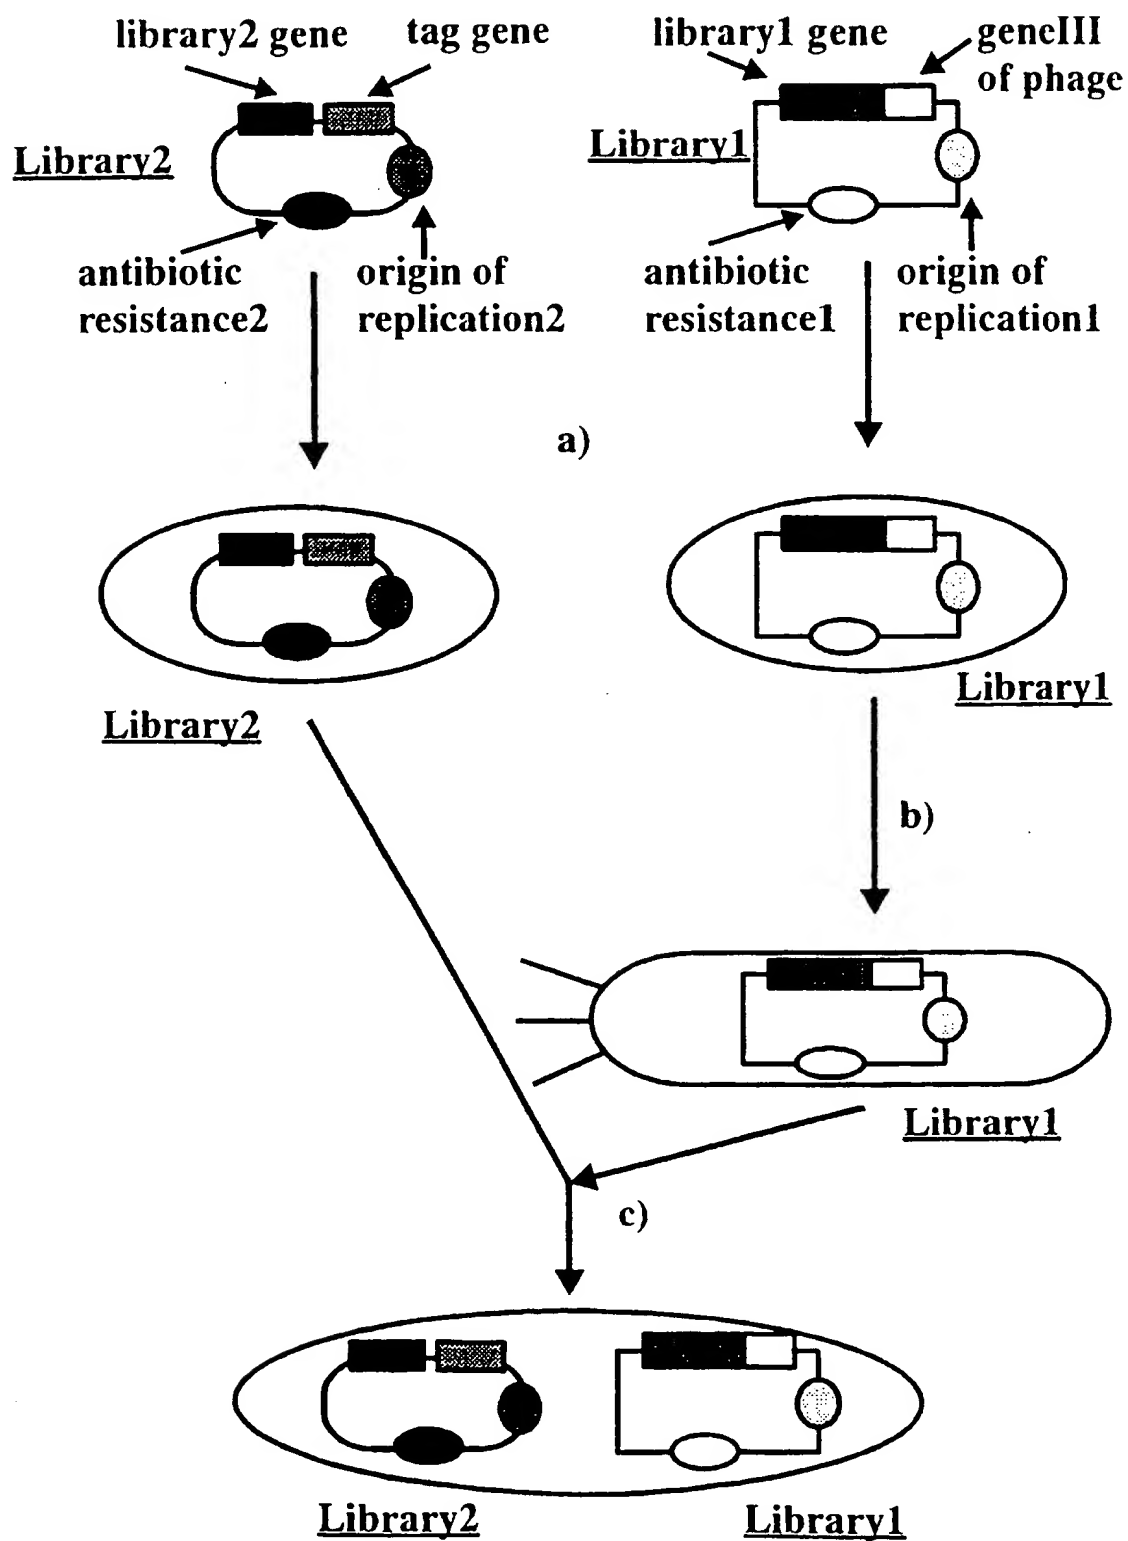 library2 gene
tag gene
library1 gene
geneIII
of phage
Library2
Library1
antibiotic
resistance2
origin of
replication2
antibiotic
resistance1
origin of
replication1
a)
Library2
Library1
b)
Library1
c)
Library2
Library1